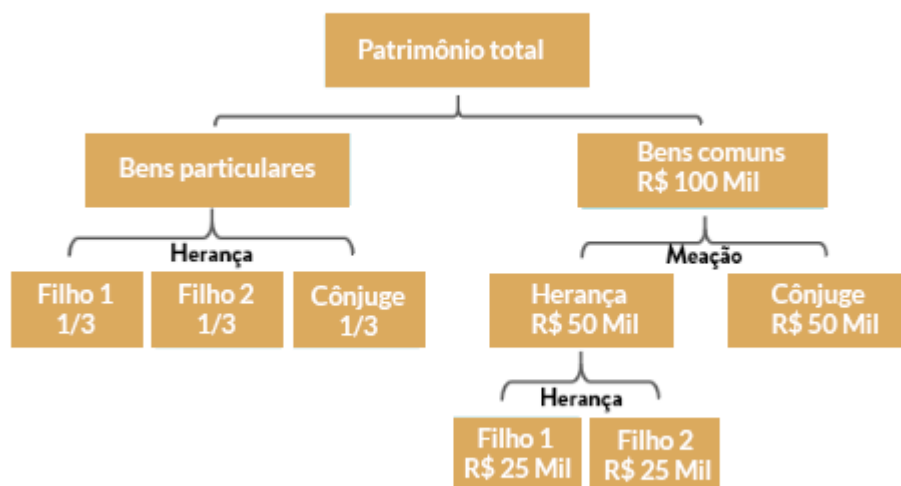 Patrimônio total
Bens particulares
Bens comuns
R$ 100 Mil
Herança
Meação
Filho 1
1/3
Filho 2
1/3
Cônjuge
1/3
Herança
R$ 50 Mil
Cônjuge
R$ 50 Mil
Herança
Filho 1
R$ 25 Mil
Filho 2
R$ 25 Mil